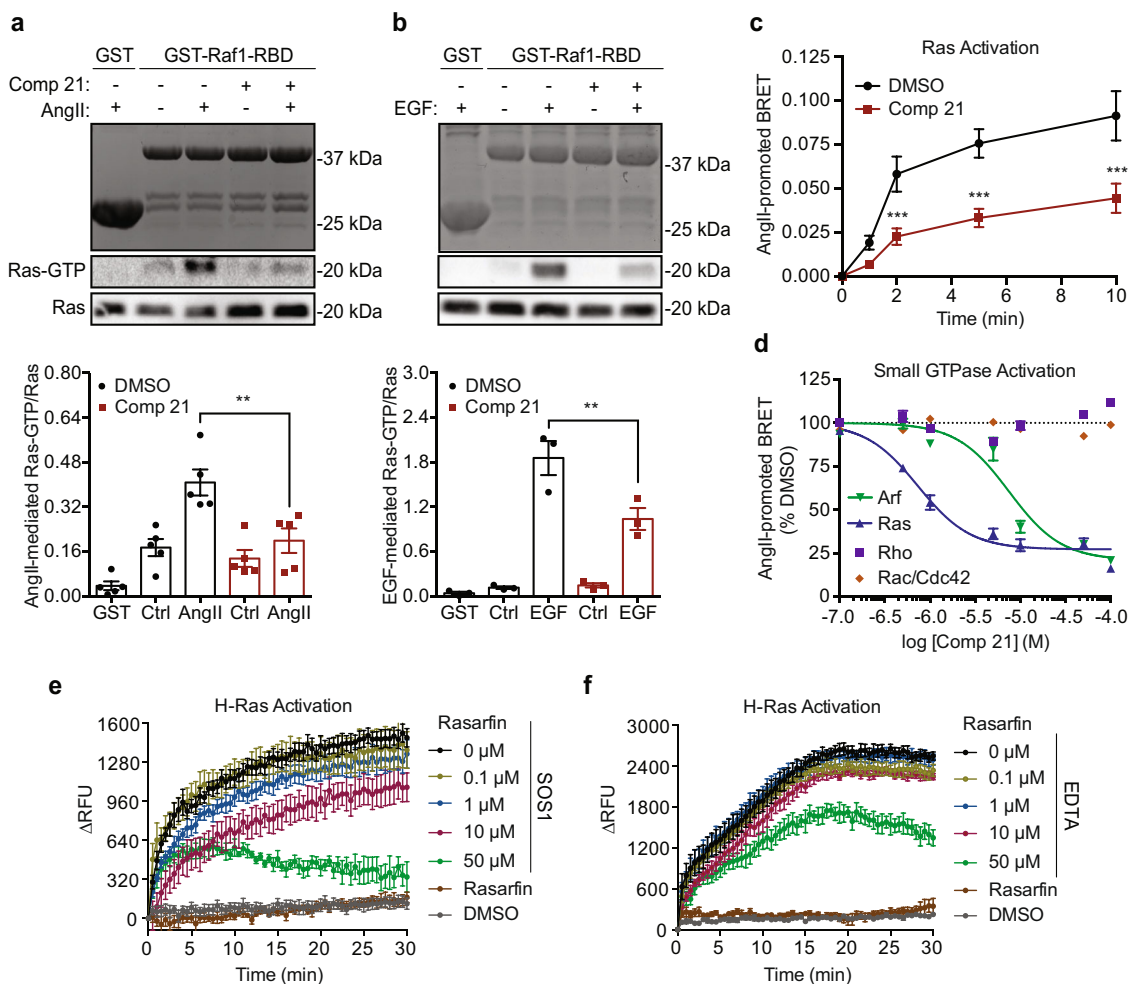 a
GST GST-Raf1-RBD
Comp 21: - - - + +
AngII: + - + - +
-37 kDa
-25 kDa
Ras-GTP -20 kDa
Ras -20 kDa
AngII-mediated Ras-GTP/Ras
0.80
0.64
0.48
0.32
0.16
0.00
DMSO
Comp 21
**
GST Ctrl AngII Ctrl AngII
b
GST GST-Raf1-RBD
- - - + +
EGF: + - + - +
-37 kDa
-25 kDa
-20 kDa
-20 kDa
EGF-mediated Ras-GTP/Ras
3.0
2.4
1.8
1.2
0.6
0.0
DMSO
Comp 21
**
GST Ctrl EGF Ctrl EGF
c
Ras Activation
AngII-promoted BRET
0.125
0.100
0.075
0.050
0.025
0.000
DMSO
Comp 21
*** *** ***
0 2 4 6 8 10
Time (min)
d
Small GTPase Activation
AngII-promoted BRET
(% DMSO)
125
100
75
50
25
0
Arf
Ras
Rho
Rac/Cdc42
-7.0 -6.5 -6.0 -5.5 -5.0 -4.5 -4.0
log [Comp 21] (M)
e
H-Ras Activation
ΔRFU
1600
1280
960
640
320
0
0 5 10 15 20 25 30
Time (min)
Rasarfin
0 µM
0.1 µM
1 µM
10 µM
50 µM
Rasarfin
DMSO
SOS1
f
H-Ras Activation
ΔRFU
3000
2400
1800
1200
600
0
0 5 10 15 20 25 30
Time (min)
Rasarfin
0 µM
0.1 µM
1 µM
10 µM
50 µM
Rasarfin
DMSO
EDTA